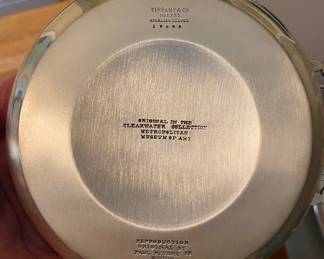 TIFFANY & CO.
MAKERS
STERLING SILVER
ORIGINAL IN THE
CLEARWATER COLLECTION
METROPOLITAN
MUSEUM OF ART
REPRODUCTION
ORIGINAL BY
PAUL REVERE